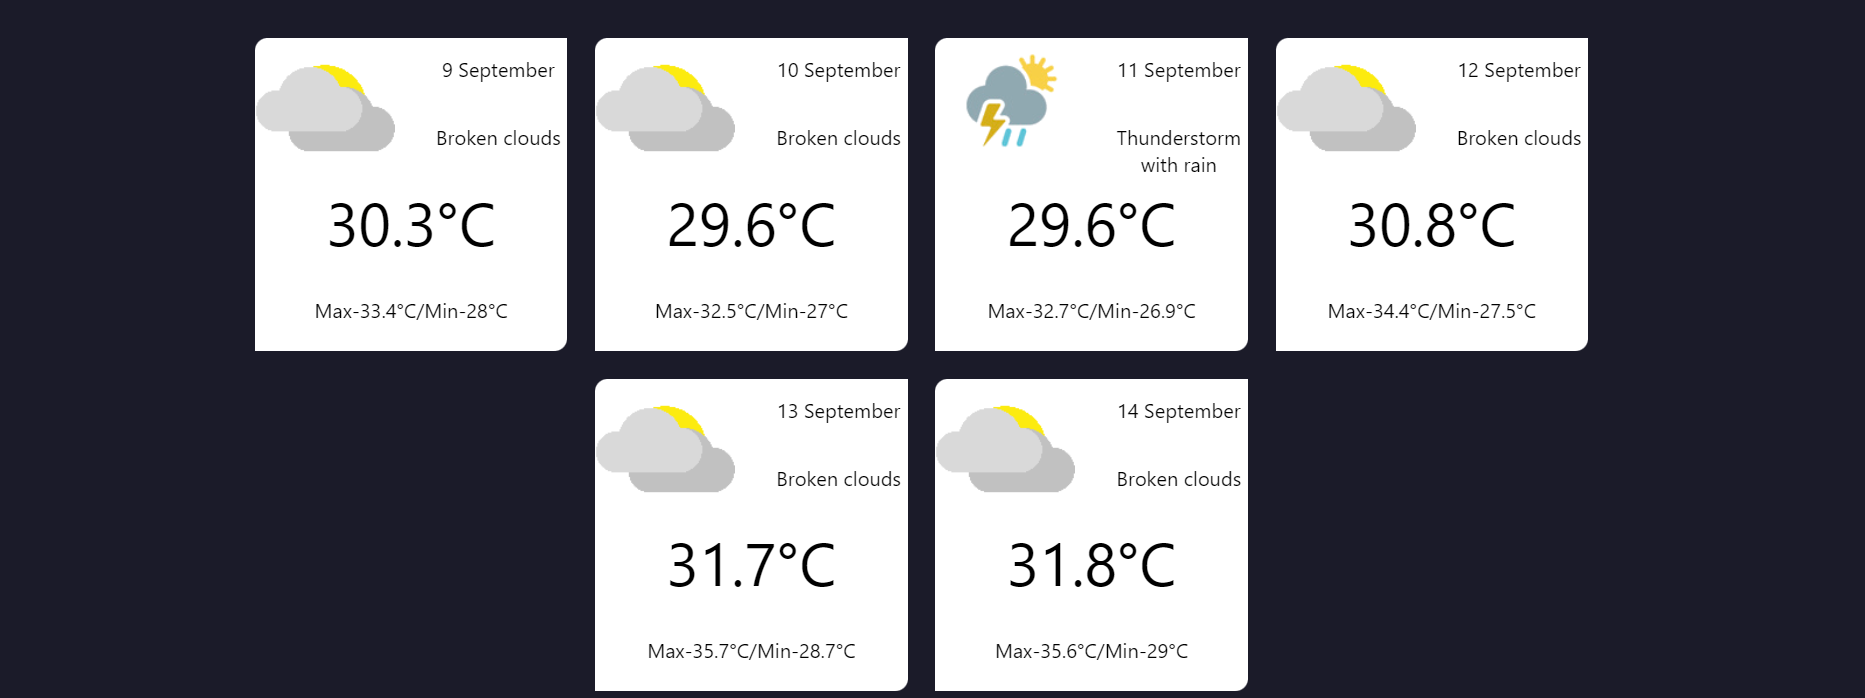 9 September
Broken clouds
30.3°C
Max-33.4°C/Min-28°C
10 September
Broken clouds
29.6°C
Max-32.5°C/Min-27°C
11 September
Thunderstorm
with rain
29.6°C
Max-32.7°C/Min-26.9°C
12 September
Broken clouds
30.8°C
Max-34.4°C/Min-27.5°C
13 September
Broken clouds
31.7°C
Max-35.7°C/Min-28.7°C
14 September
Broken clouds
31.8°C
Max-35.6°C/Min-29°C